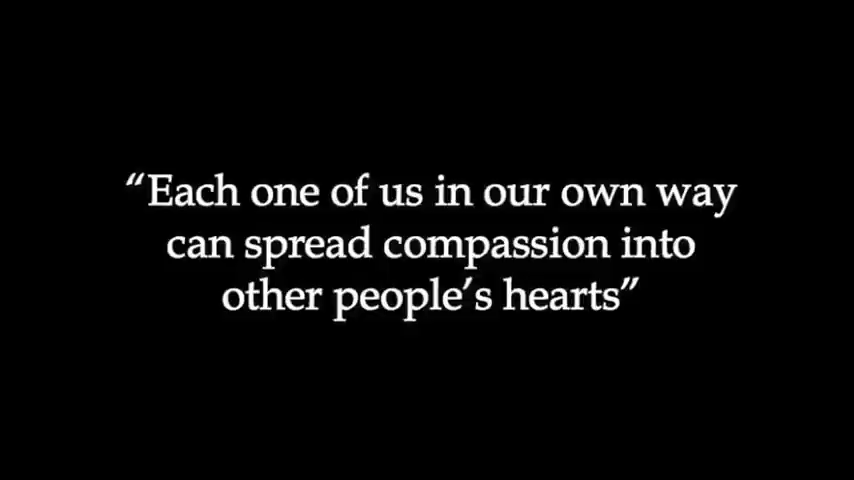 “Each one of us in our own way
can spread compassion into
other people’s hearts”